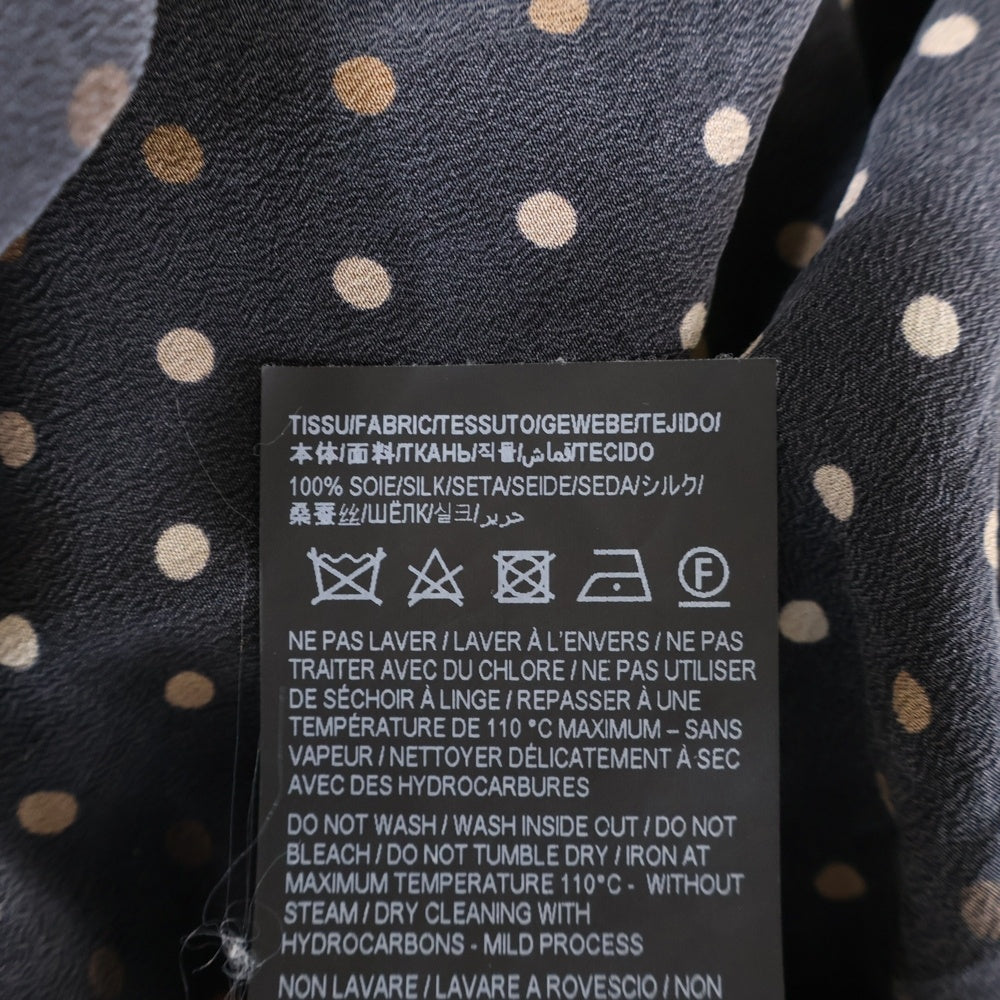 TISSU/FABRIC/TESSUTO/GEWEBE/TEJIDO/
本体/面料/ТКАНЬ/직물/قماش/TECIDO
100% SOIE/SILK/SETA/SEIDE/SEDA/シルク/
桑蚕丝/ШЁЛК/실크/حرير
F
NE PAS LAVER / LAVER À L'ENVERS / NE PAS
TRAITER AVEC DU CHLORE / NE PAS UTILISER
DE SÉCHOIR À LINGE / REPASSER À UNE
TEMPÉRATURE DE 110 °C MAXIMUM – SANS
VAPEUR / NETTOYER DÉLICATEMENT À SEC
AVEC DES HYDROCARBURES
DO NOT WASH / WASH INSIDE OUT / DO NOT
BLEACH / DO NOT TUMBLE DRY / IRON AT
MAXIMUM TEMPERATURE 110°C - WITHOUT
STEAM / DRY CLEANING WITH
HYDROCARBONS - MILD PROCESS
NON LAVARE / LAVARE A ROVESCIO / NON